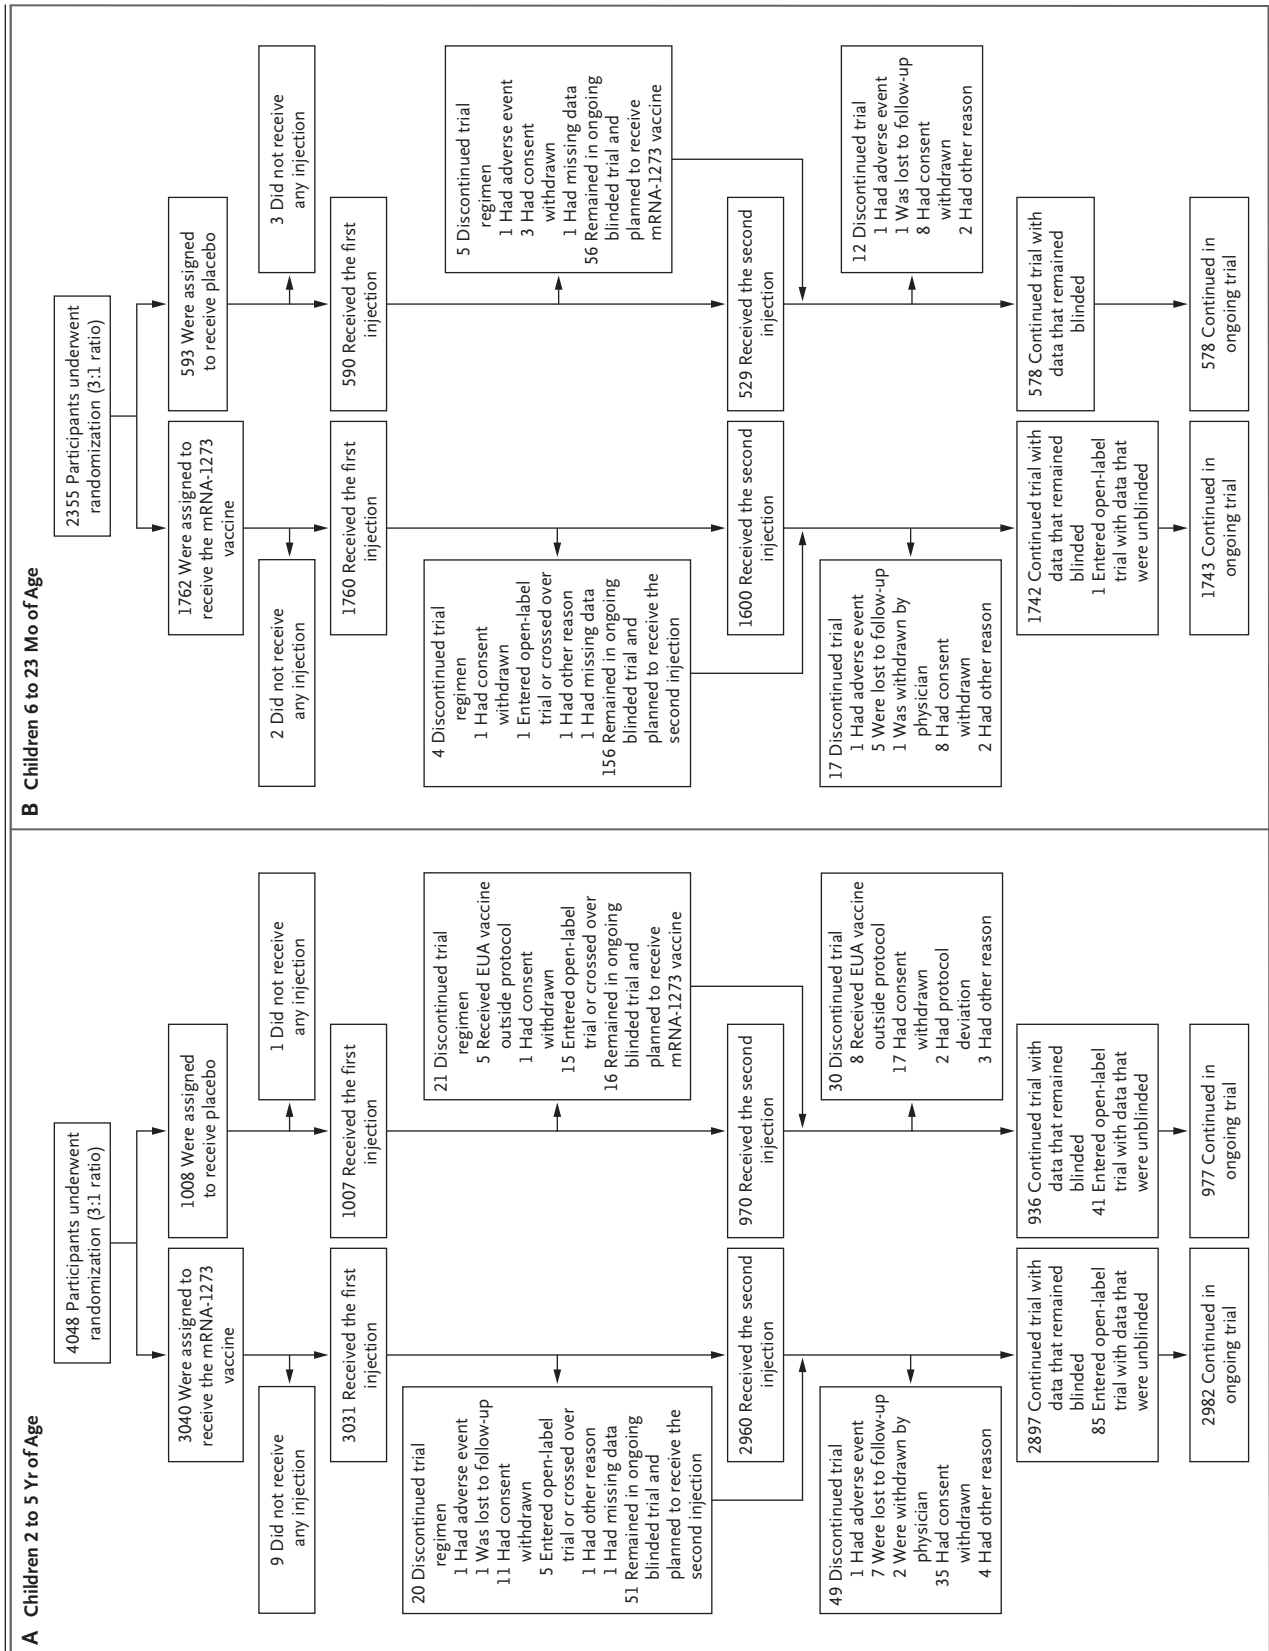 A Children 2 to 5 Yr of Age
4048 Participants underwent
randomization (3:1 ratio)
3040 Were assigned to
receive the mRNA-1273
vaccine
1008 Were assigned
to receive placebo
9 Did not receive
any injection
1 Did not receive
any injection
3031 Received the first
injection
1007 Received the first
injection
20 Discontinued trial
regimen
1 Had adverse event
1 Was lost to follow-up
11 Had consent
withdrawn
5 Entered open-label
trial or crossed over
1 Had other reason
1 Had missing data
51 Remained in ongoing
blinded trial and
planned to receive the
second injection
21 Discontinued trial
regimen
5 Received EUA vaccine
outside protocol
1 Had consent
withdrawn
15 Entered open-label
trial or crossed over
16 Remained in ongoing
blinded trial and
planned to receive
mRNA-1273 vaccine
2960 Received the second
injection
970 Received the second
injection
49 Discontinued trial
1 Had adverse event
7 Were lost to follow-up
2 Were withdrawn by
physician
35 Had consent
withdrawn
4 Had other reason
30 Discontinued trial
8 Received EUA vaccine
outside protocol
17 Had consent
withdrawn
2 Had protocol
deviation
3 Had other reason
2897 Continued trial with
data that remained
blinded
85 Entered open-label
trial with data that
were unblinded
936 Continued trial with
data that remained
blinded
41 Entered open-label
trial with data that
were unblinded
2982 Continued in
ongoing trial
977 Continued in
ongoing trial
B Children 6 to 23 Mo of Age
2355 Participants underwent
randomization (3:1 ratio)
1762 Were assigned to
receive the mRNA-1273
vaccine
593 Were assigned
to receive placebo
2 Did not receive
any injection
3 Did not receive
any injection
1760 Received the first
injection
590 Received the first
injection
4 Discontinued trial
regimen
1 Had consent
withdrawn
1 Entered open-label
trial or crossed over
1 Had other reason
1 Had missing data
156 Remained in ongoing
blinded trial and
planned to receive the
second injection
5 Discontinued trial
regimen
1 Had adverse event
3 Had consent
withdrawn
1 Had missing data
56 Remained in ongoing
blinded trial and
planned to receive
mRNA-1273 vaccine
1600 Received the second
injection
529 Received the second
injection
17 Discontinued trial
1 Had adverse event
5 Were lost to follow-up
1 Was withdrawn by
physician
8 Had consent
withdrawn
2 Had other reason
12 Discontinued trial
1 Had adverse event
1 Was lost to follow-up
8 Had consent
withdrawn
2 Had other reason
1742 Continued trial with
data that remained
blinded
1 Entered open-label
trial with data that
were unblinded
578 Continued trial with
data that remained
blinded
1743 Continued in
ongoing trial
578 Continued in
ongoing trial